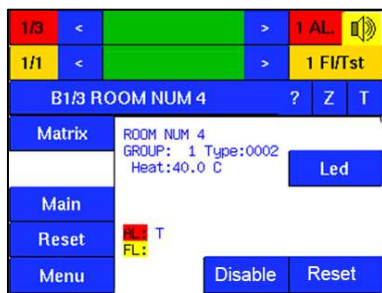 1/3 < > 1 AL.
1/1 < > 1 Fl/Tst
B1/3 ROOM NUM 4 ? Z T
Matrix
ROOM NUM 4
GROUP: 1 Type:0002
Heat:40.0 C
Led
Main
Reset
AL: T
FL:
Menu
Disable
Reset